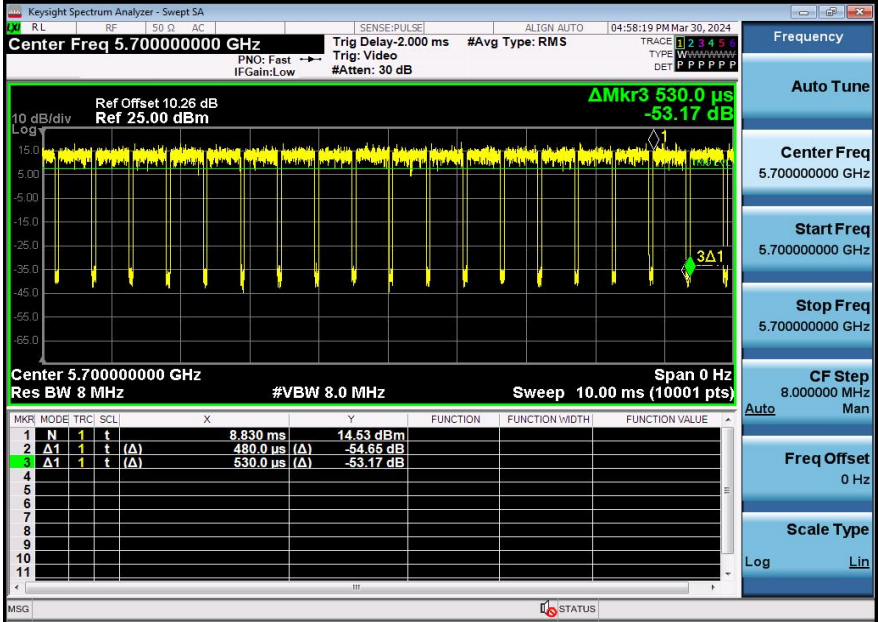 Keysight Spectrum Analyzer - Swept SA
RL RF 50 Ω AC SENSE:PULSE ALIGN AUTO 04:58:19 PM Mar 30, 2024
Center Freq 5.700000000 GHz
PNO: Fast
IFGain:Low
Trig Delay-2.000 ms
Trig: Video
#Atten: 30 dB
#Avg Type: RMS
TRACE 1 2 3 4 5 6
TYPE WWWWWW
DET P P P P P P
ΔMkr3 530.0 µs
-53.17 dB
10 dB/div
Log
Ref Offset 10.26 dB
Ref 25.00 dBm
15.0
5.00
-5.00
-15.0
-25.0
-35.0
-45.0
-55.0
-65.0
1
3Δ1
Center 5.700000000 GHz Span 0 Hz
Res BW 8 MHz #VBW 8.0 MHz Sweep 10.00 ms (10001 pts)
MKR MODE TRC SCL X Y FUNCTION FUNCTION WIDTH FUNCTION VALUE
1 N 1 t 8.830 ms 14.53 dBm
2 Δ1 1 t (Δ) 480.0 µs (Δ) -54.65 dB
3 Δ1 1 t (Δ) 530.0 µs (Δ) -53.17 dB
4
5
6
7
8
9
10
11
MSG STATUS
Frequency
Auto Tune
Center Freq
5.700000000 GHz
Start Freq
5.700000000 GHz
Stop Freq
5.700000000 GHz
CF Step
8.000000 MHz
Auto Man
Freq Offset
0 Hz
Scale Type
Log Lin